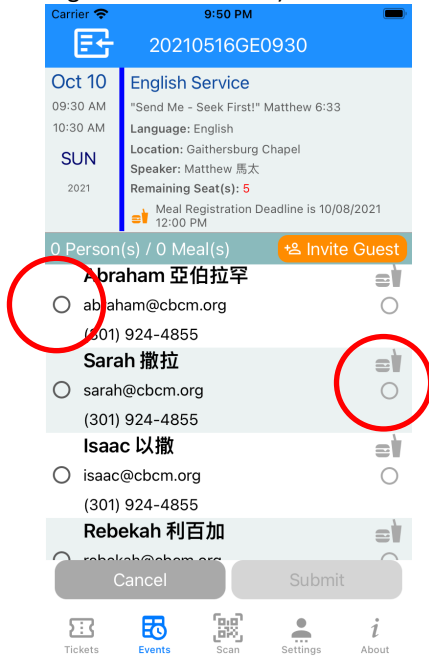 Carrier 9:50 PM
20210516GE0930
Oct 10
09:30 AM
10:30 AM
SUN
2021
English Service
"Send Me - Seek First!" Matthew 6:33
Language: English
Location: Gaithersburg Chapel
Speaker: Matthew 馬太
Remaining Seat(s): 5
Meal Registration Deadline is 10/08/2021
12:00 PM
0 Person(s) / 0 Meal(s)
Invite Guest
Abraham 亞伯拉罕
abraham@cbcm.org
(301) 924-4855
Sarah 撒拉
sarah@cbcm.org
(301) 924-4855
Isaac 以撒
isaac@cbcm.org
(301) 924-4855
Rebekah 利百加
rebekah@cbcm.org
Cancel
Submit
Tickets
Events
Scan
Settings
About